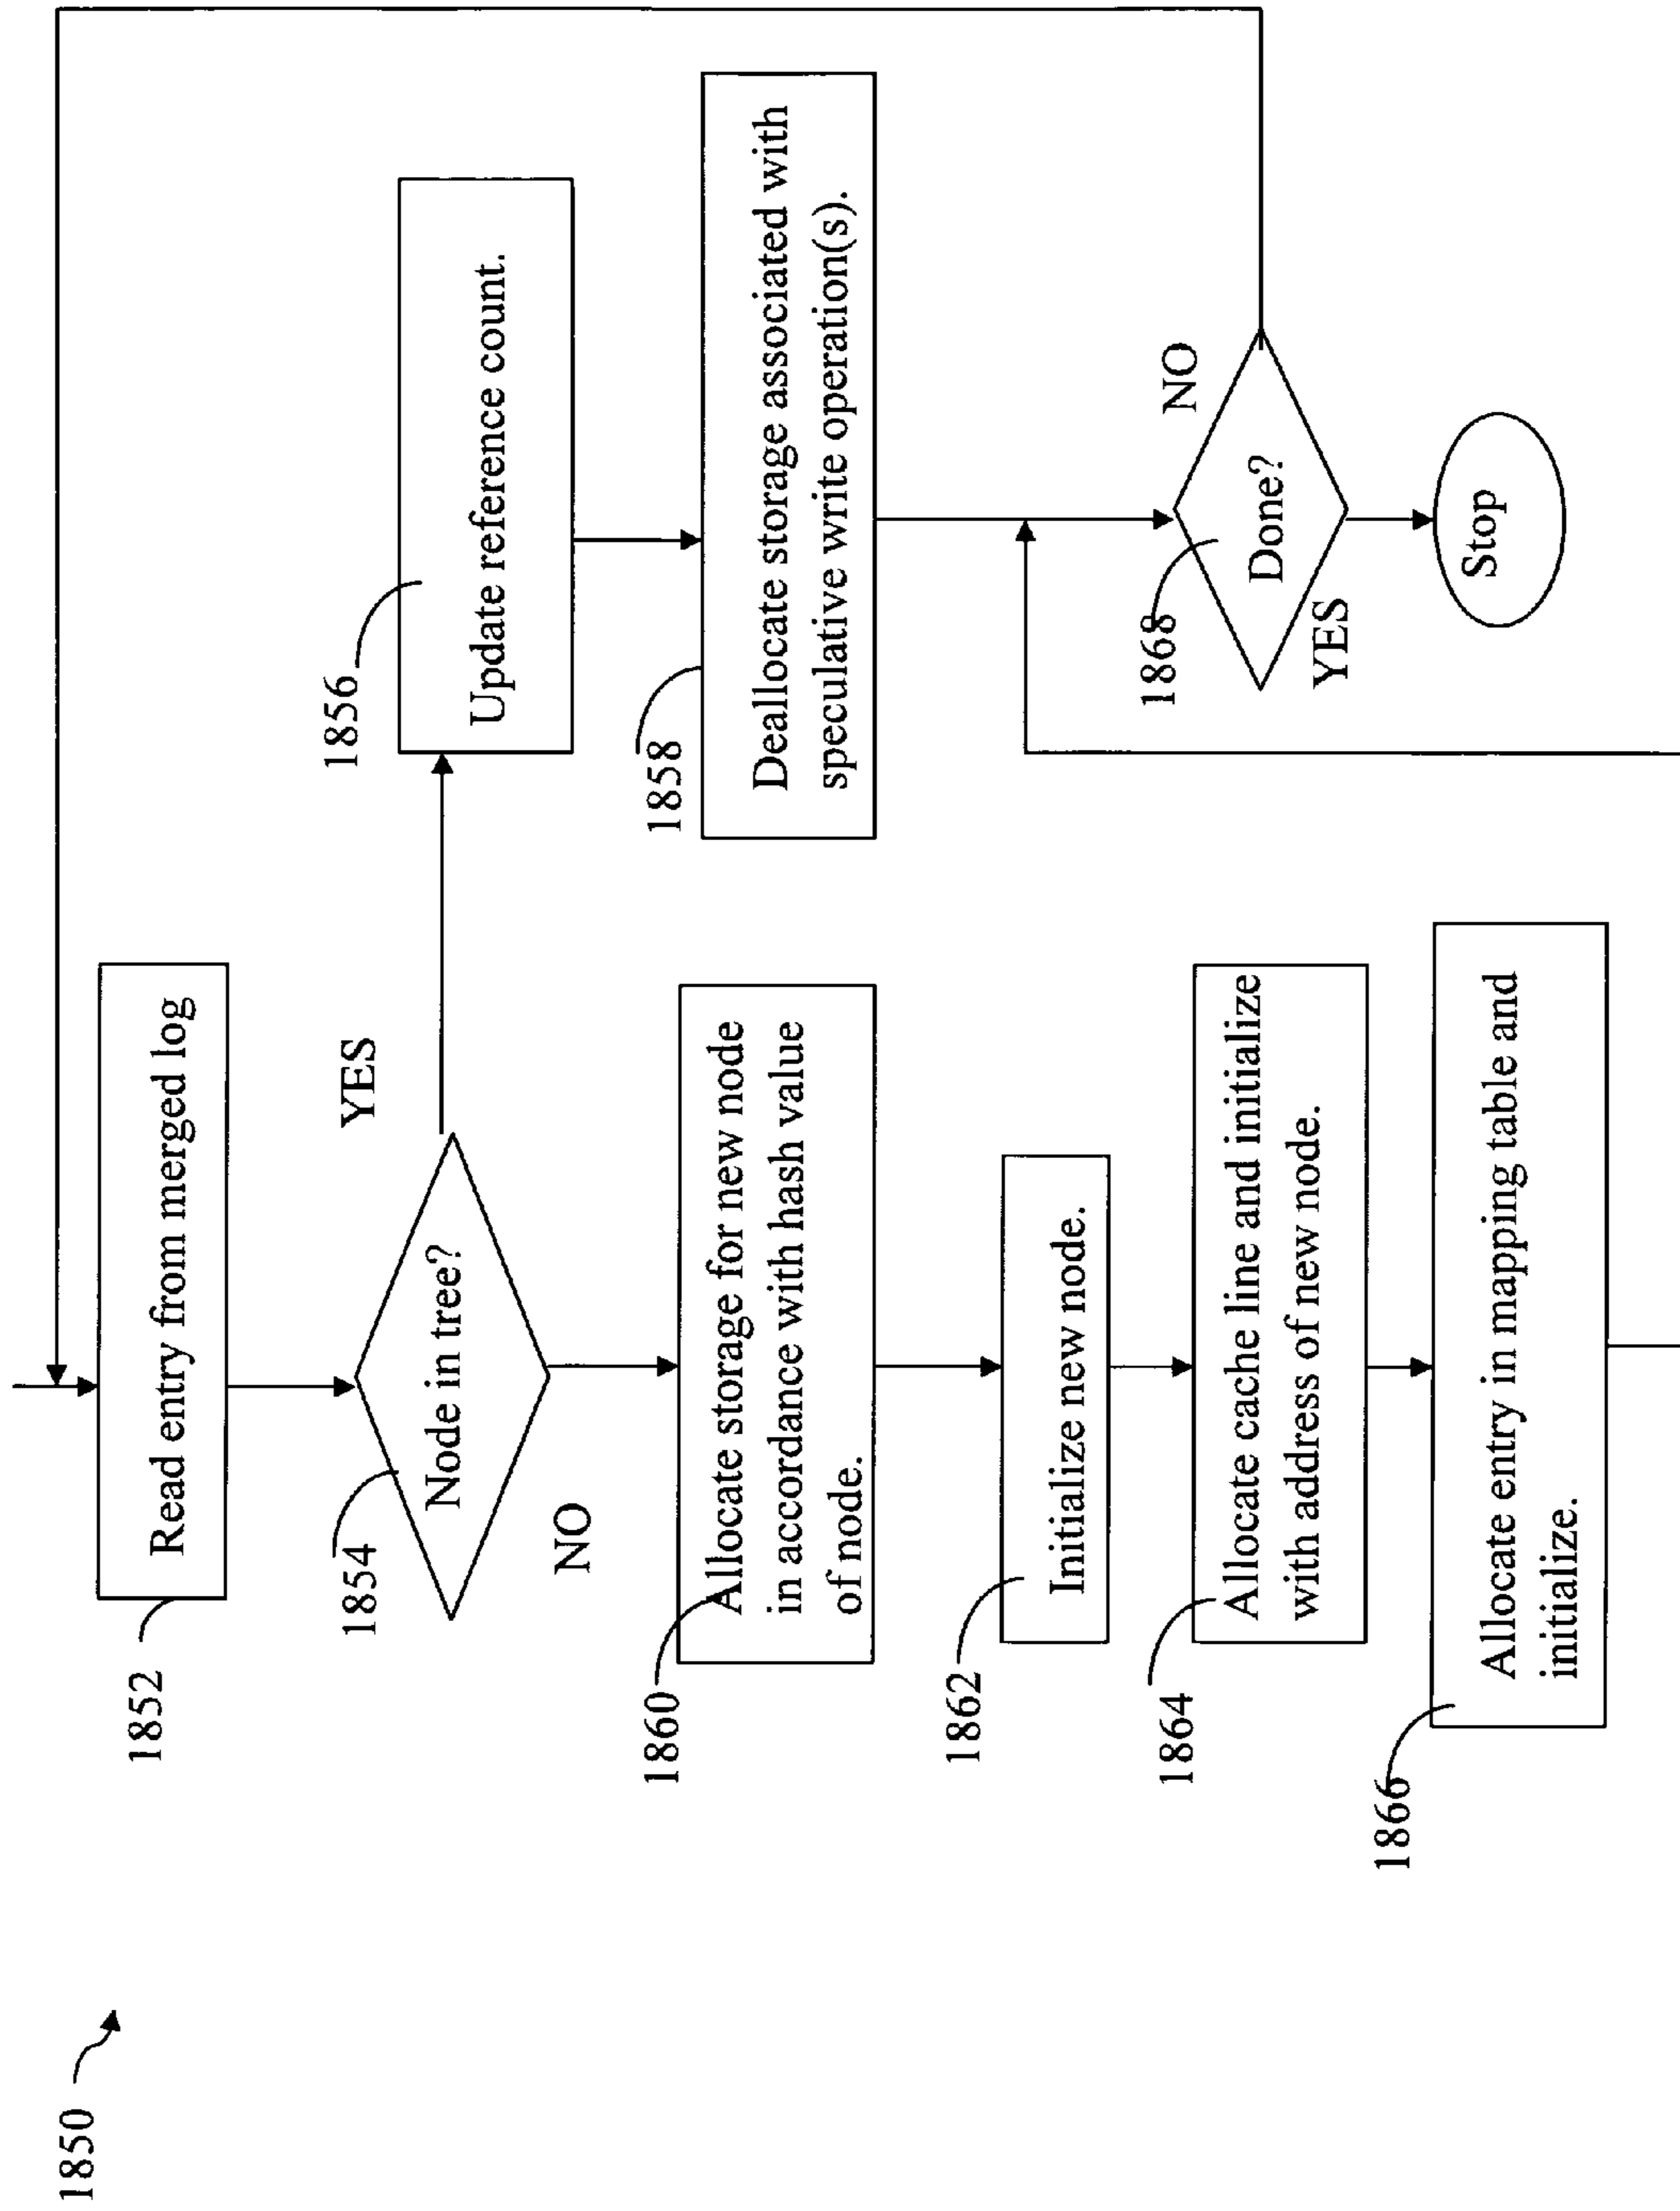 1850
1852
Read entry from merged log
1854
Node in tree?
YES
NO
1856
Update reference count.
1858
Deallocate storage associated with
speculative write operation(s).
1860
Allocate storage for new node
in accordance with hash value
of node.
1862
Initialize new node.
1864
Allocate cache line and initialize
with address of new node.
1866
Allocate entry in mapping table and
initialize.
1868
Done?
NO
YES
Stop